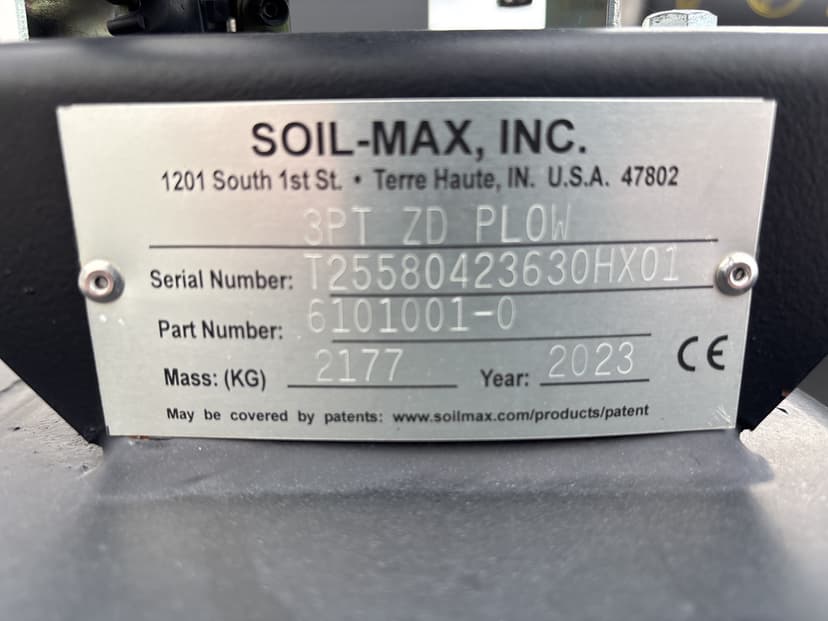 SOIL-MAX, INC.
1201 South 1st St. • Terre Haute, IN. U.S.A. 47802
3PT ZD PLOW
Serial Number: T25580423630HX01
Part Number: 6101001-0
Mass: (KG) 2177 Year: 2023 CE
May be covered by patents: www.soilmax.com/products/patent